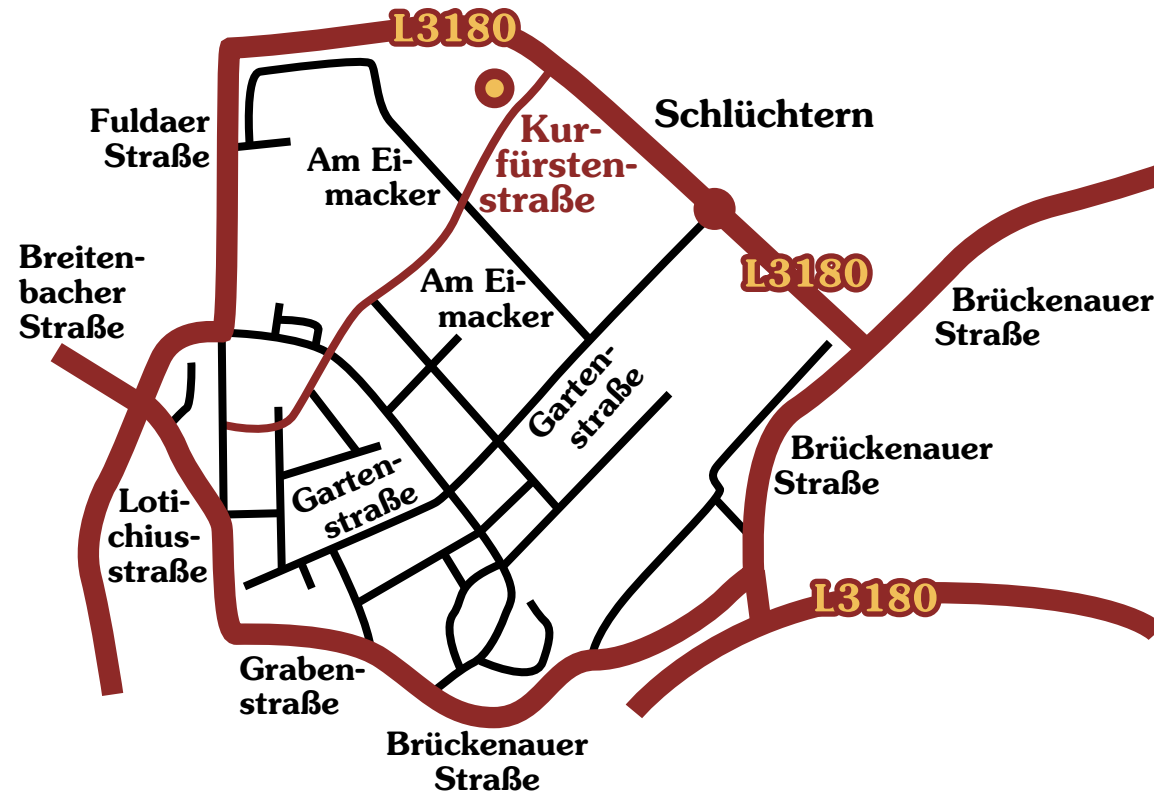 L3180
Schlüchtern
Fuldaer
Straße
Kur-
fürsten-
straße
Am Ei-
macker
Breiten-
bacher
Straße
L3180
Am Ei-
macker
Brückenauer
Straße
Garten-
straße
Brückenauer
Straße
Garten-
straße
Loti-
chius-
straße
L3180
Graben-
straße
Brückenauer
Straße